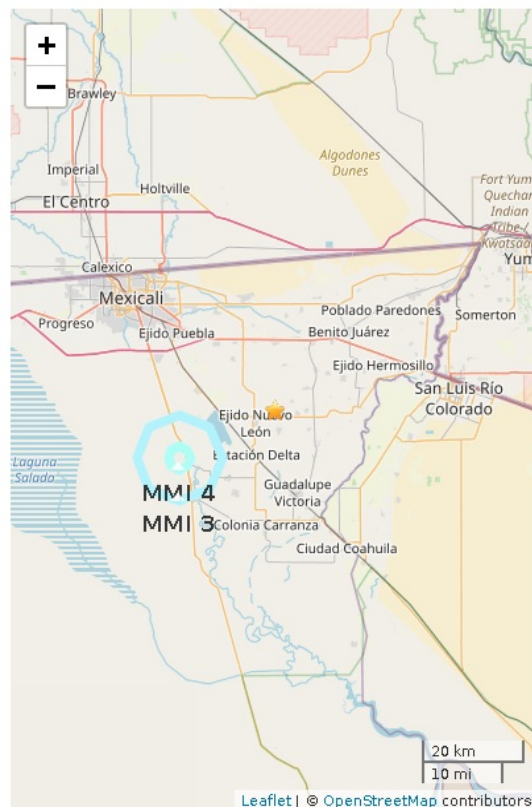 +
−
Brawley
Algodones
Dunes
Imperial
Holtville
El Centro
Fort Yum
Quechan
Indian
Tribe-/
Kwatsaa
Yum
Calexico
Mexicali
Progreso
Ejido Puebla
Poblado Paredones
Benito Juárez
Somerton
Ejido Hermosillo
San Luis Río
Colorado
Ejido Nuevo
León
Laguna
Salado
Estación Delta
Guadalupe
Victoria
MMI 4
MMI 3
Colonia Carranza
Ciudad Coahuila
20 km
10 mi
Leaflet | © OpenStreetMap contributors